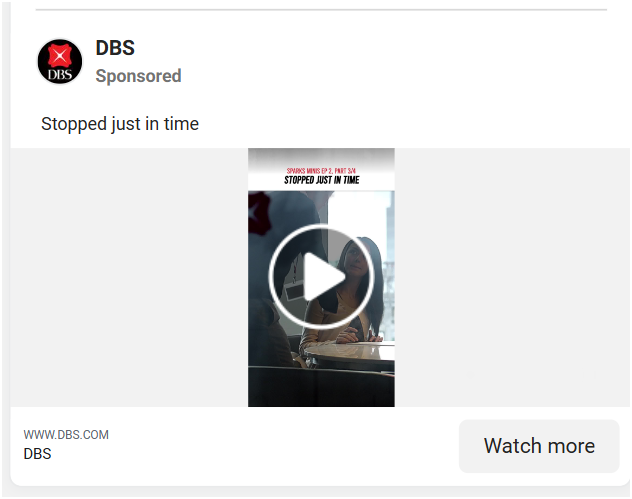 DBS
DBS
Sponsored
Stopped just in time
SPARKS MINIS EP 2, PART 3/4
STOPPED JUST IN TIME
WWW.DBS.COM
DBS
Watch more